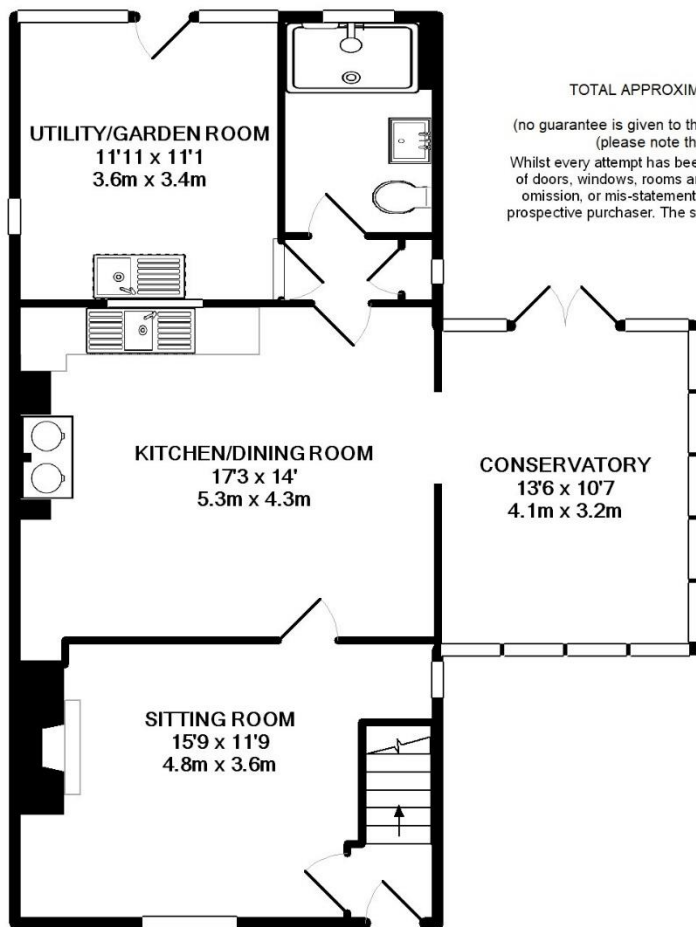 UTILITY/GARDEN ROOM
11'11 x 11'1
3.6m x 3.4m
TOTAL APPROXIM
(no guarantee is given to th
(please note th
Whilst every attempt has bee
of doors, windows, rooms a
omission, or mis-statement
prospective purchaser. The s
KITCHEN/DINING ROOM
17'3 x 14'
5.3m x 4.3m
CONSERVATORY
13'6 x 10'7
4.1m x 3.2m
SITTING ROOM
15'9 x 11'9
4.8m x 3.6m